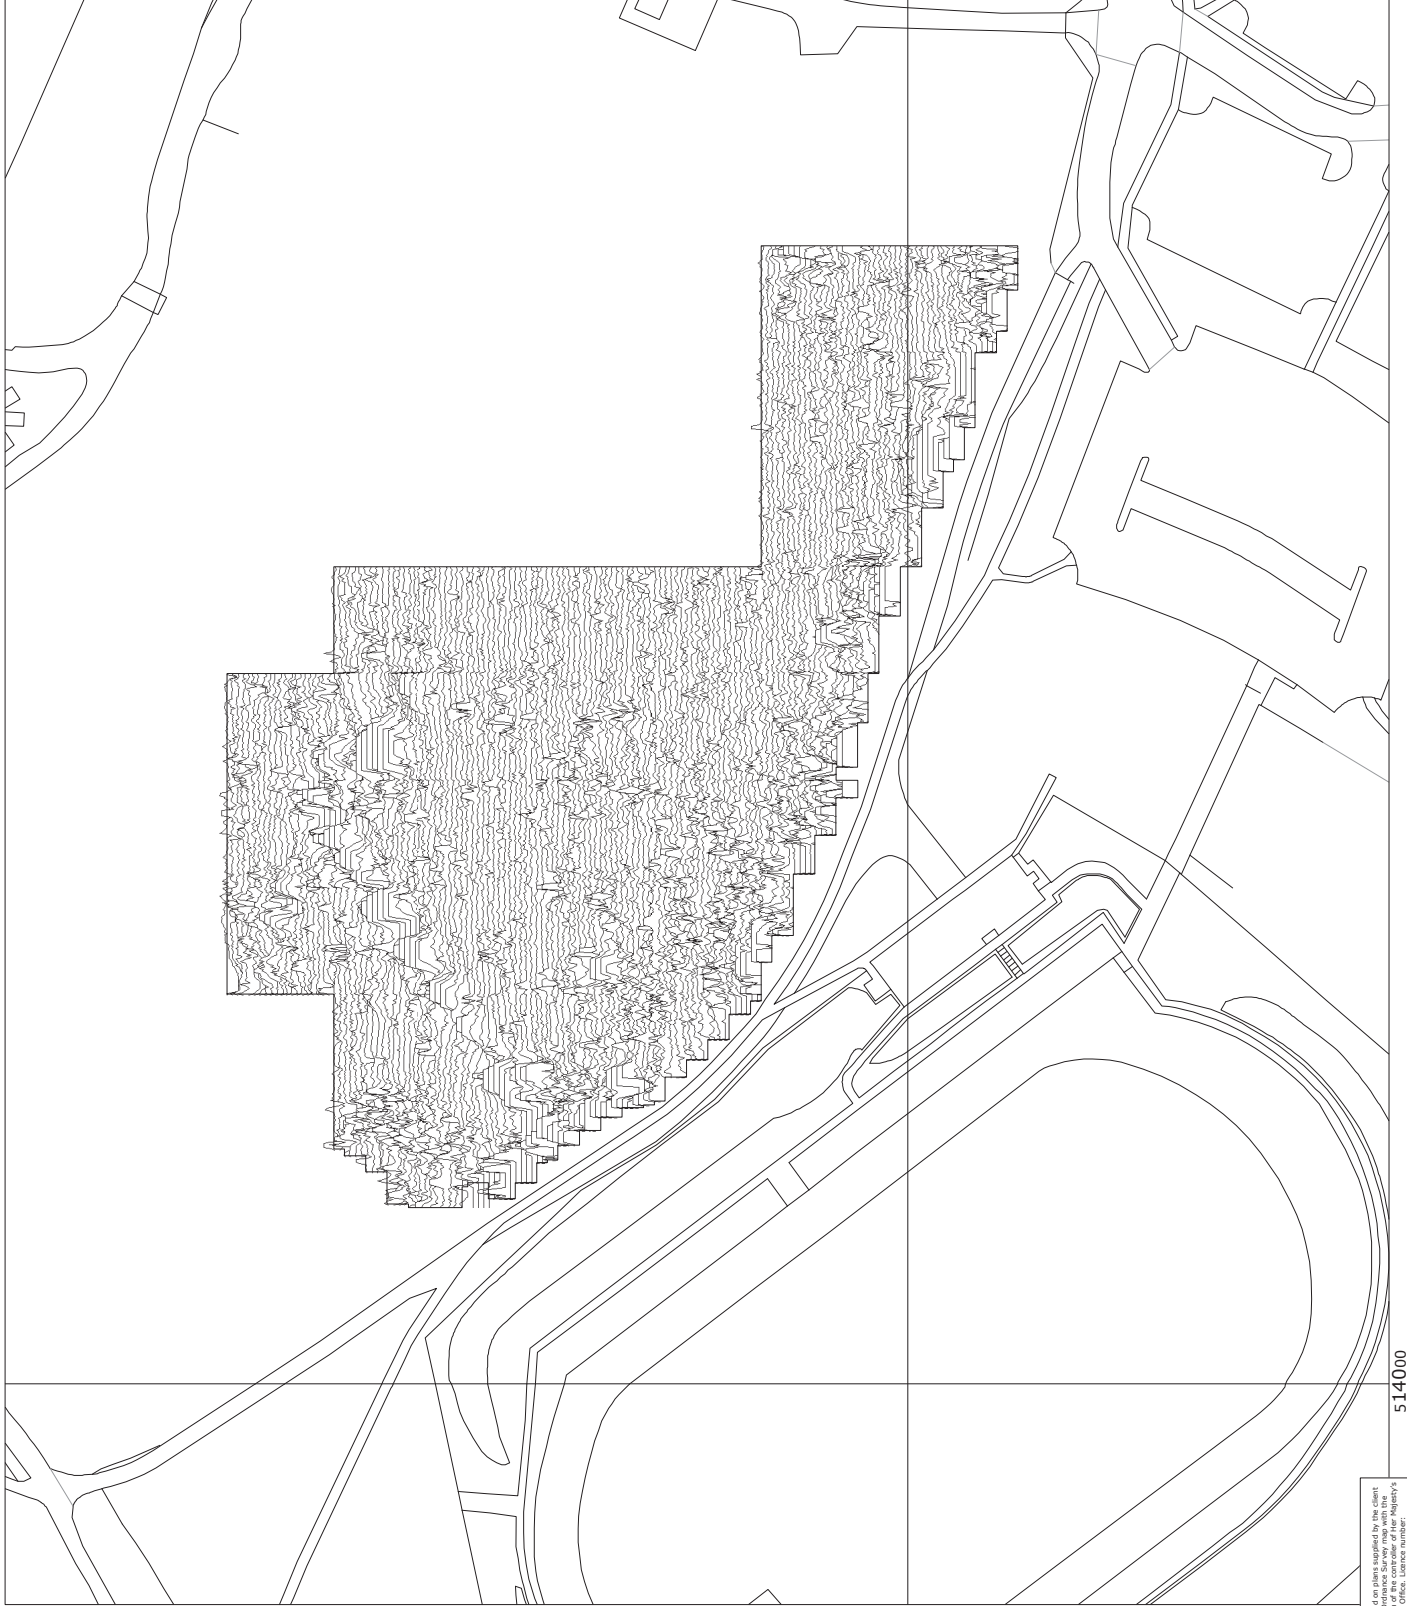 514000
d on plans supplied by the client
rdnance Survey map with the
of the controller of Her Majesty's
Office. Licence number: